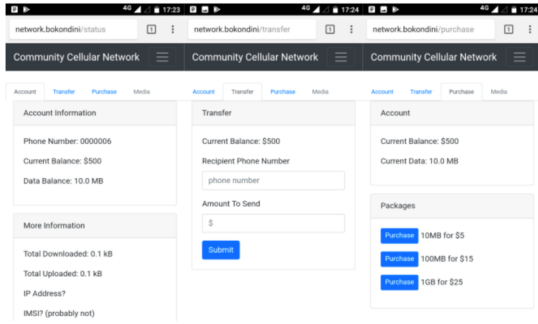 4G 17:23
network.bokondini/status 1
Community Cellular Network
Account Transfer Purchase Media
Account Information
Phone Number: 0000006
Current Balance: $500
Data Balance: 10.0 MB
More Information
Total Downloaded: 0.1 kB
Total Uploaded: 0.1 kB
IP Address?
IMSI? (probably not)
4G 17:24
network.bokondini/transfer 1
Community Cellular Network
Account Transfer Purchase Media
Transfer
Current Balance: $500
Recipient Phone Number
phone number
Amount To Send
$
Submit
4G 17:24
network.bokondini/purchase 1
Community Cellular Network
Account Transfer Purchase Media
Account
Current Balance: $500
Current Data: 10.0 MB
Packages
Purchase 10MB for $5
Purchase 100MB for $15
Purchase 1GB for $25